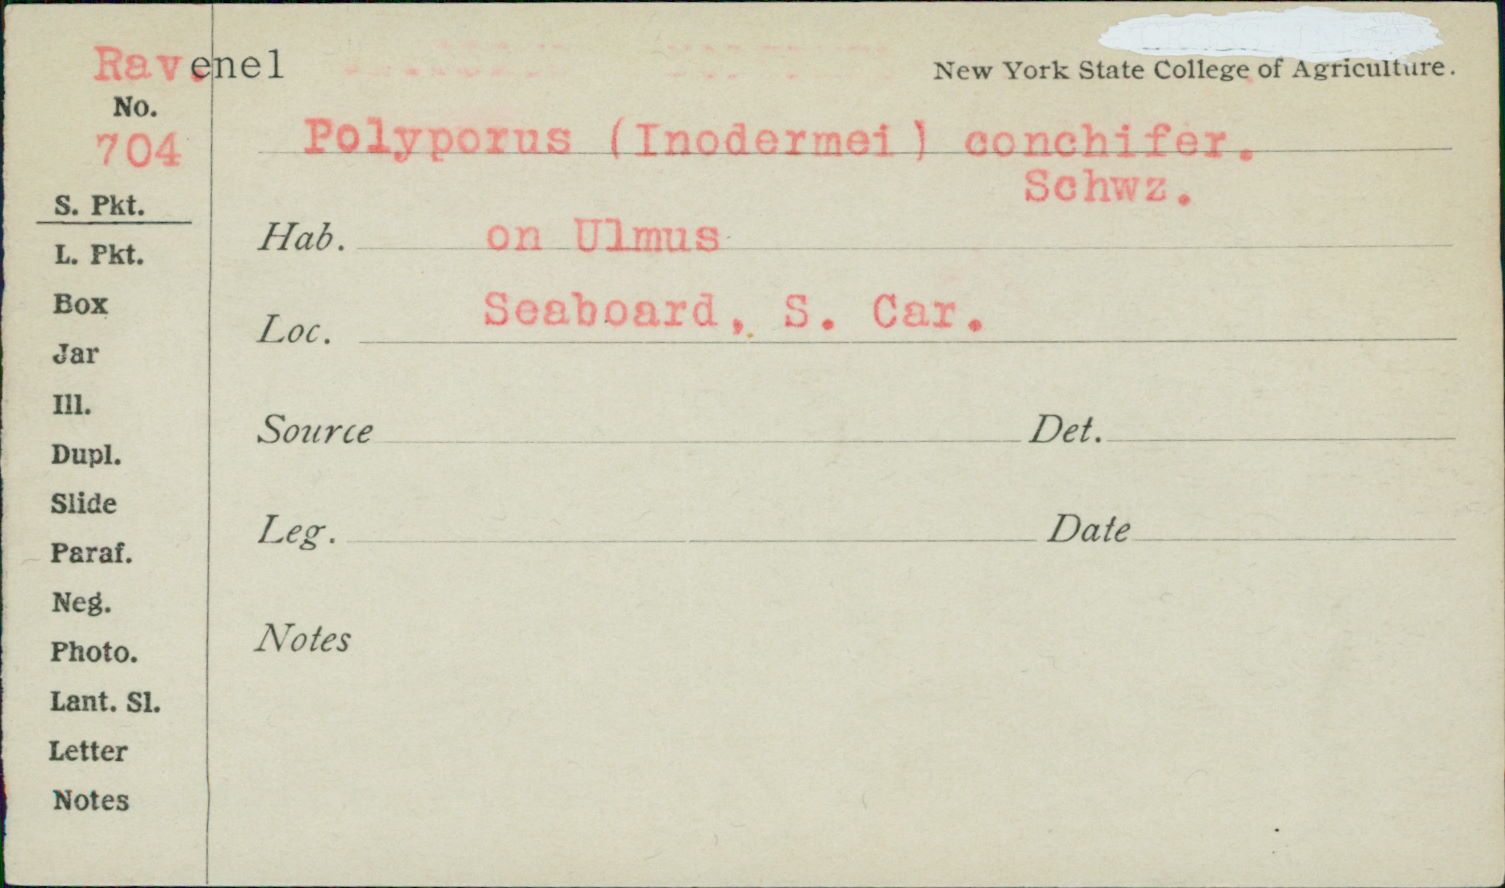 Ravenel
New York State College of Agriculture.
No.
704
Polyporus (Inodermei) conchifer.
Schwz.
S. Pkt.
Hab. on Ulmus
L. Pkt.
Box
Loc. Seaboard, S. Car.
Jar
Ill.
Source Det.
Dupl.
Slide
Leg. Date
Paraf.
Neg.
Notes
Photo.
Lant. Sl.
Letter
Notes